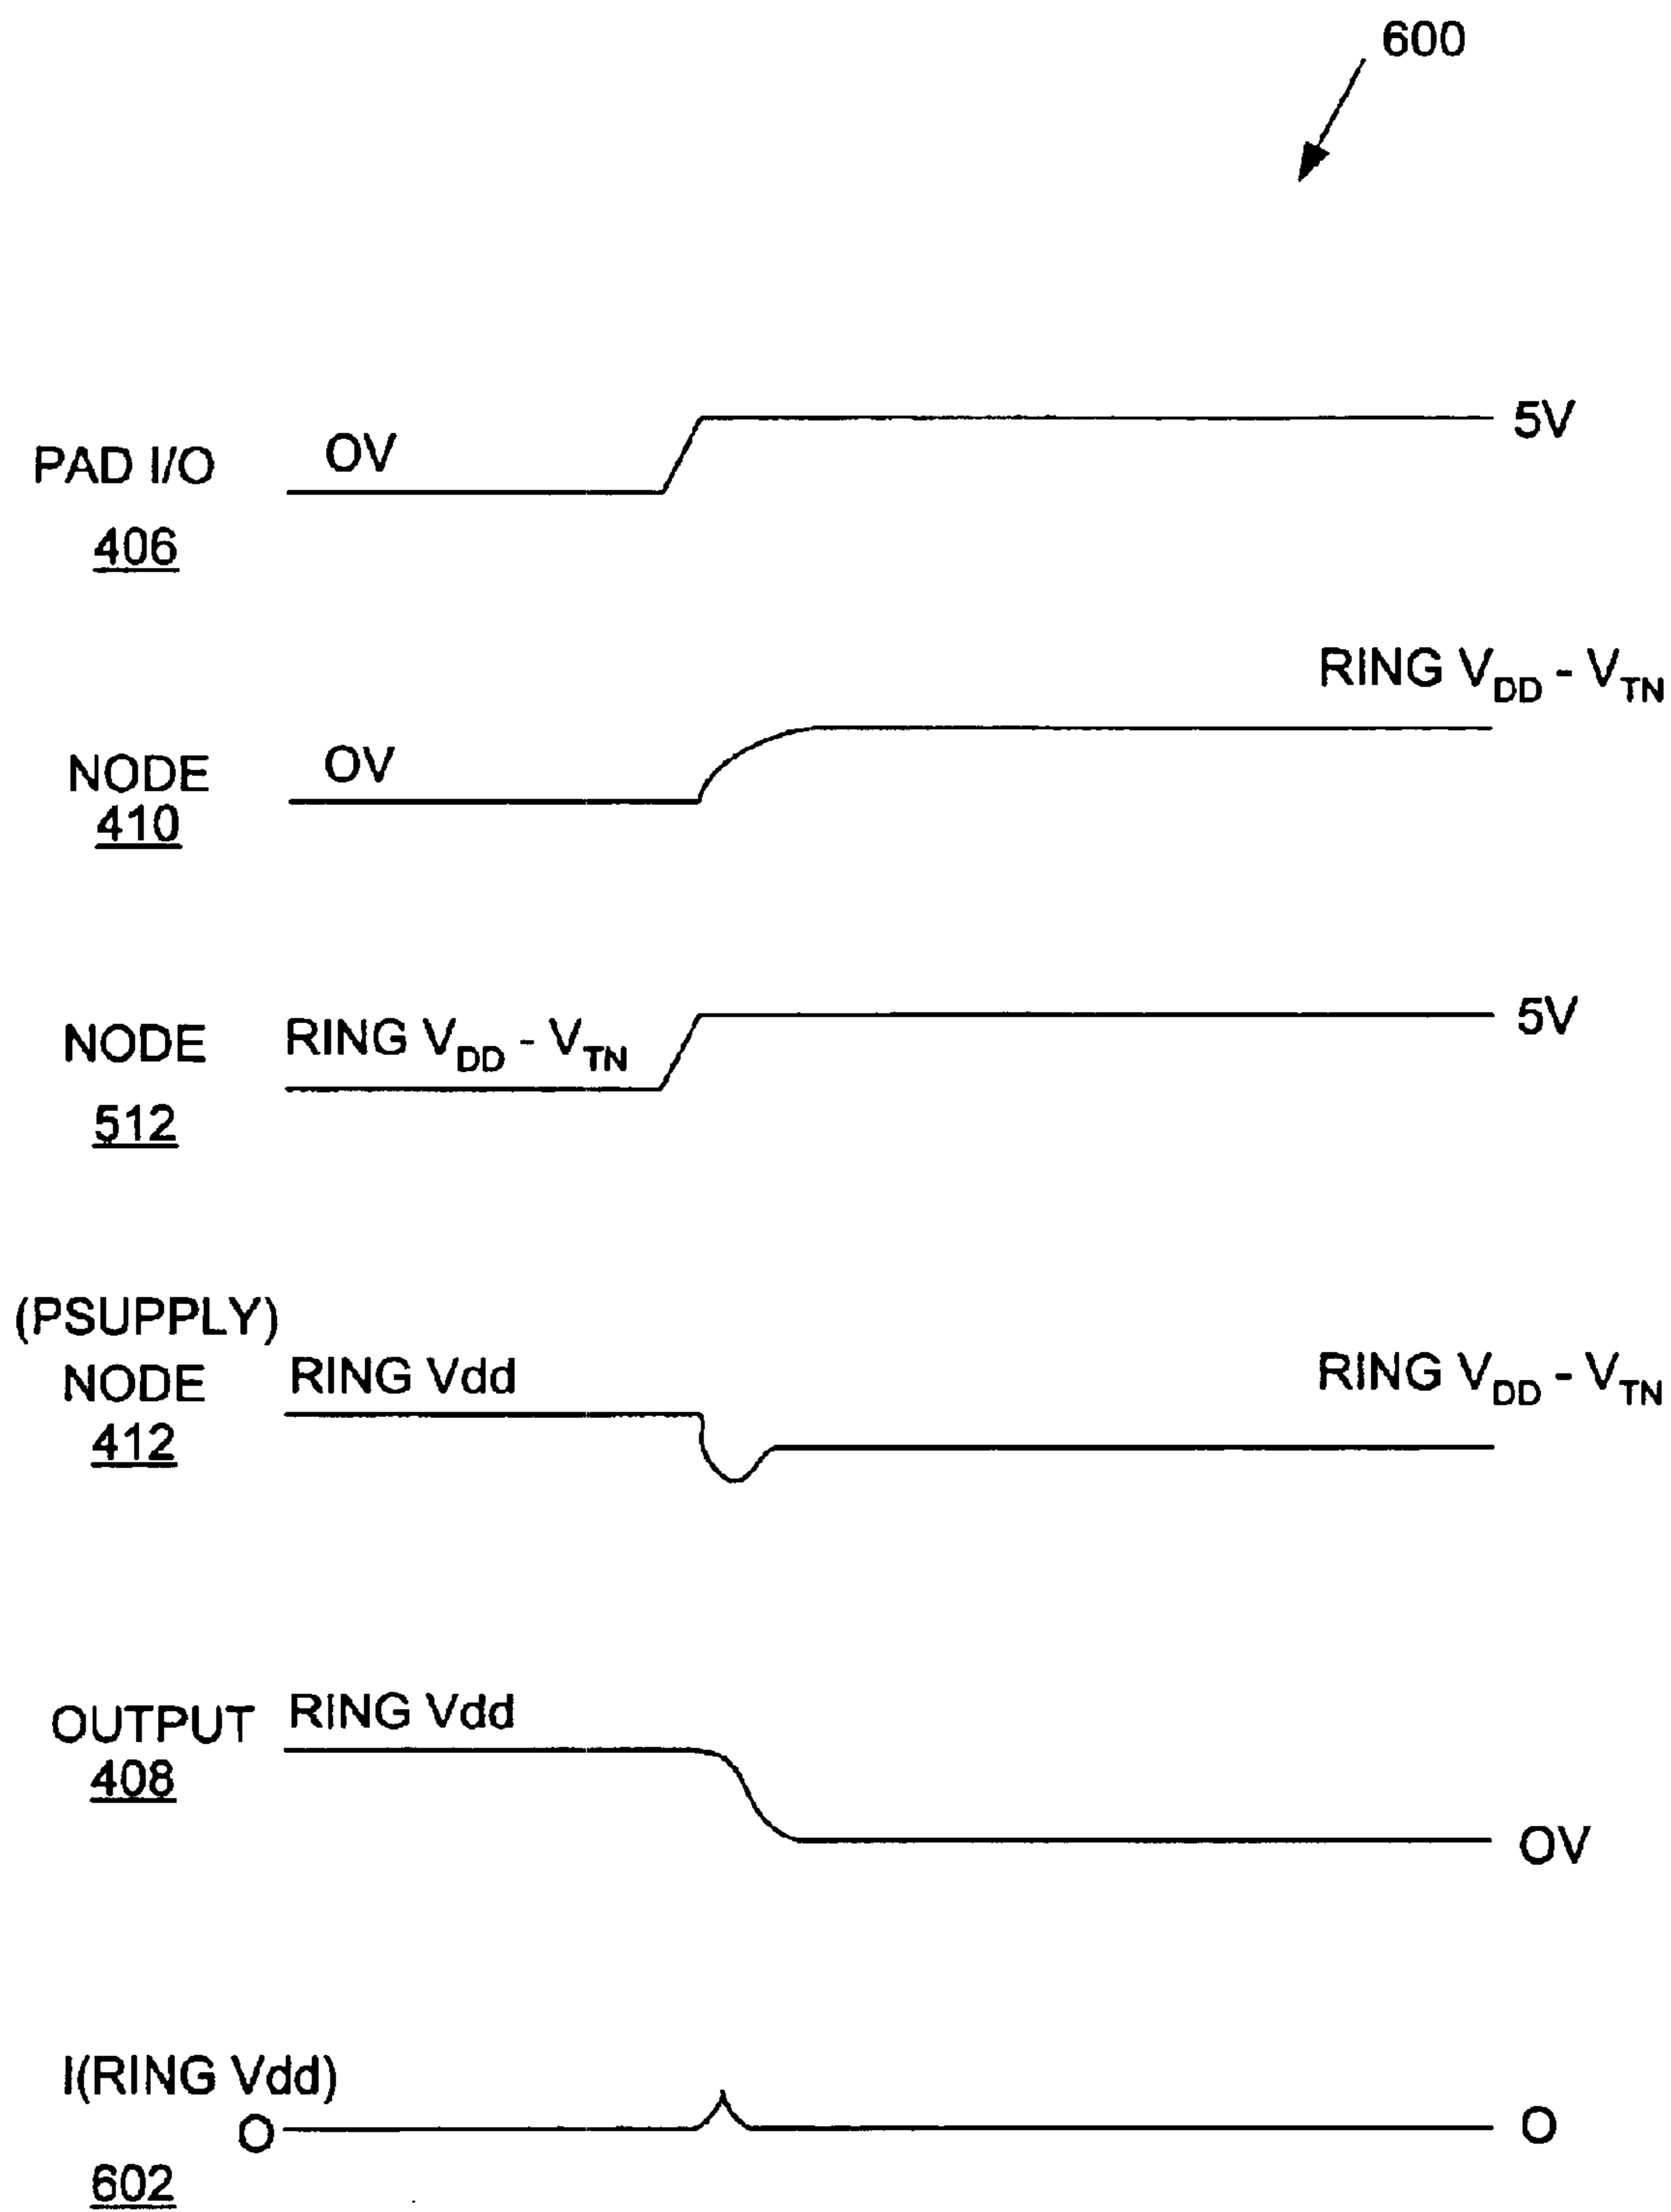 600
PAD I/O
406
OV
5V
NODE
410
OV
RING VDD - VTN
NODE
512
RING VDD - VTN
5V
(PSUPPLY)
NODE
412
RING Vdd
RING VDD - VTN
OUTPUT
408
RING Vdd
OV
I(RING Vdd)
O
O
602